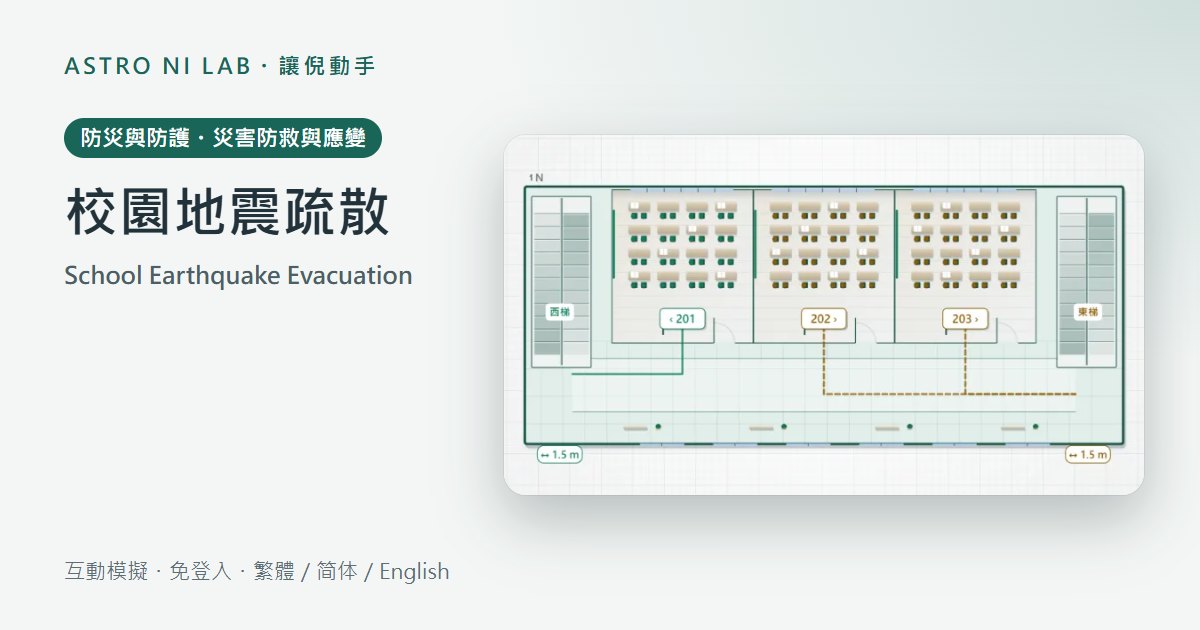 ASTRO NI LAB · 讓倪動手
防災與防護 · 災害防救與應變
校園地震疏散
School Earthquake Evacuation
1 N
西梯
‹ 201
202 ›
203 ›
東梯
↔ 1.5 m
↔ 1.5 m
互動模擬 · 免登入 · 繁體 / 简体 / English